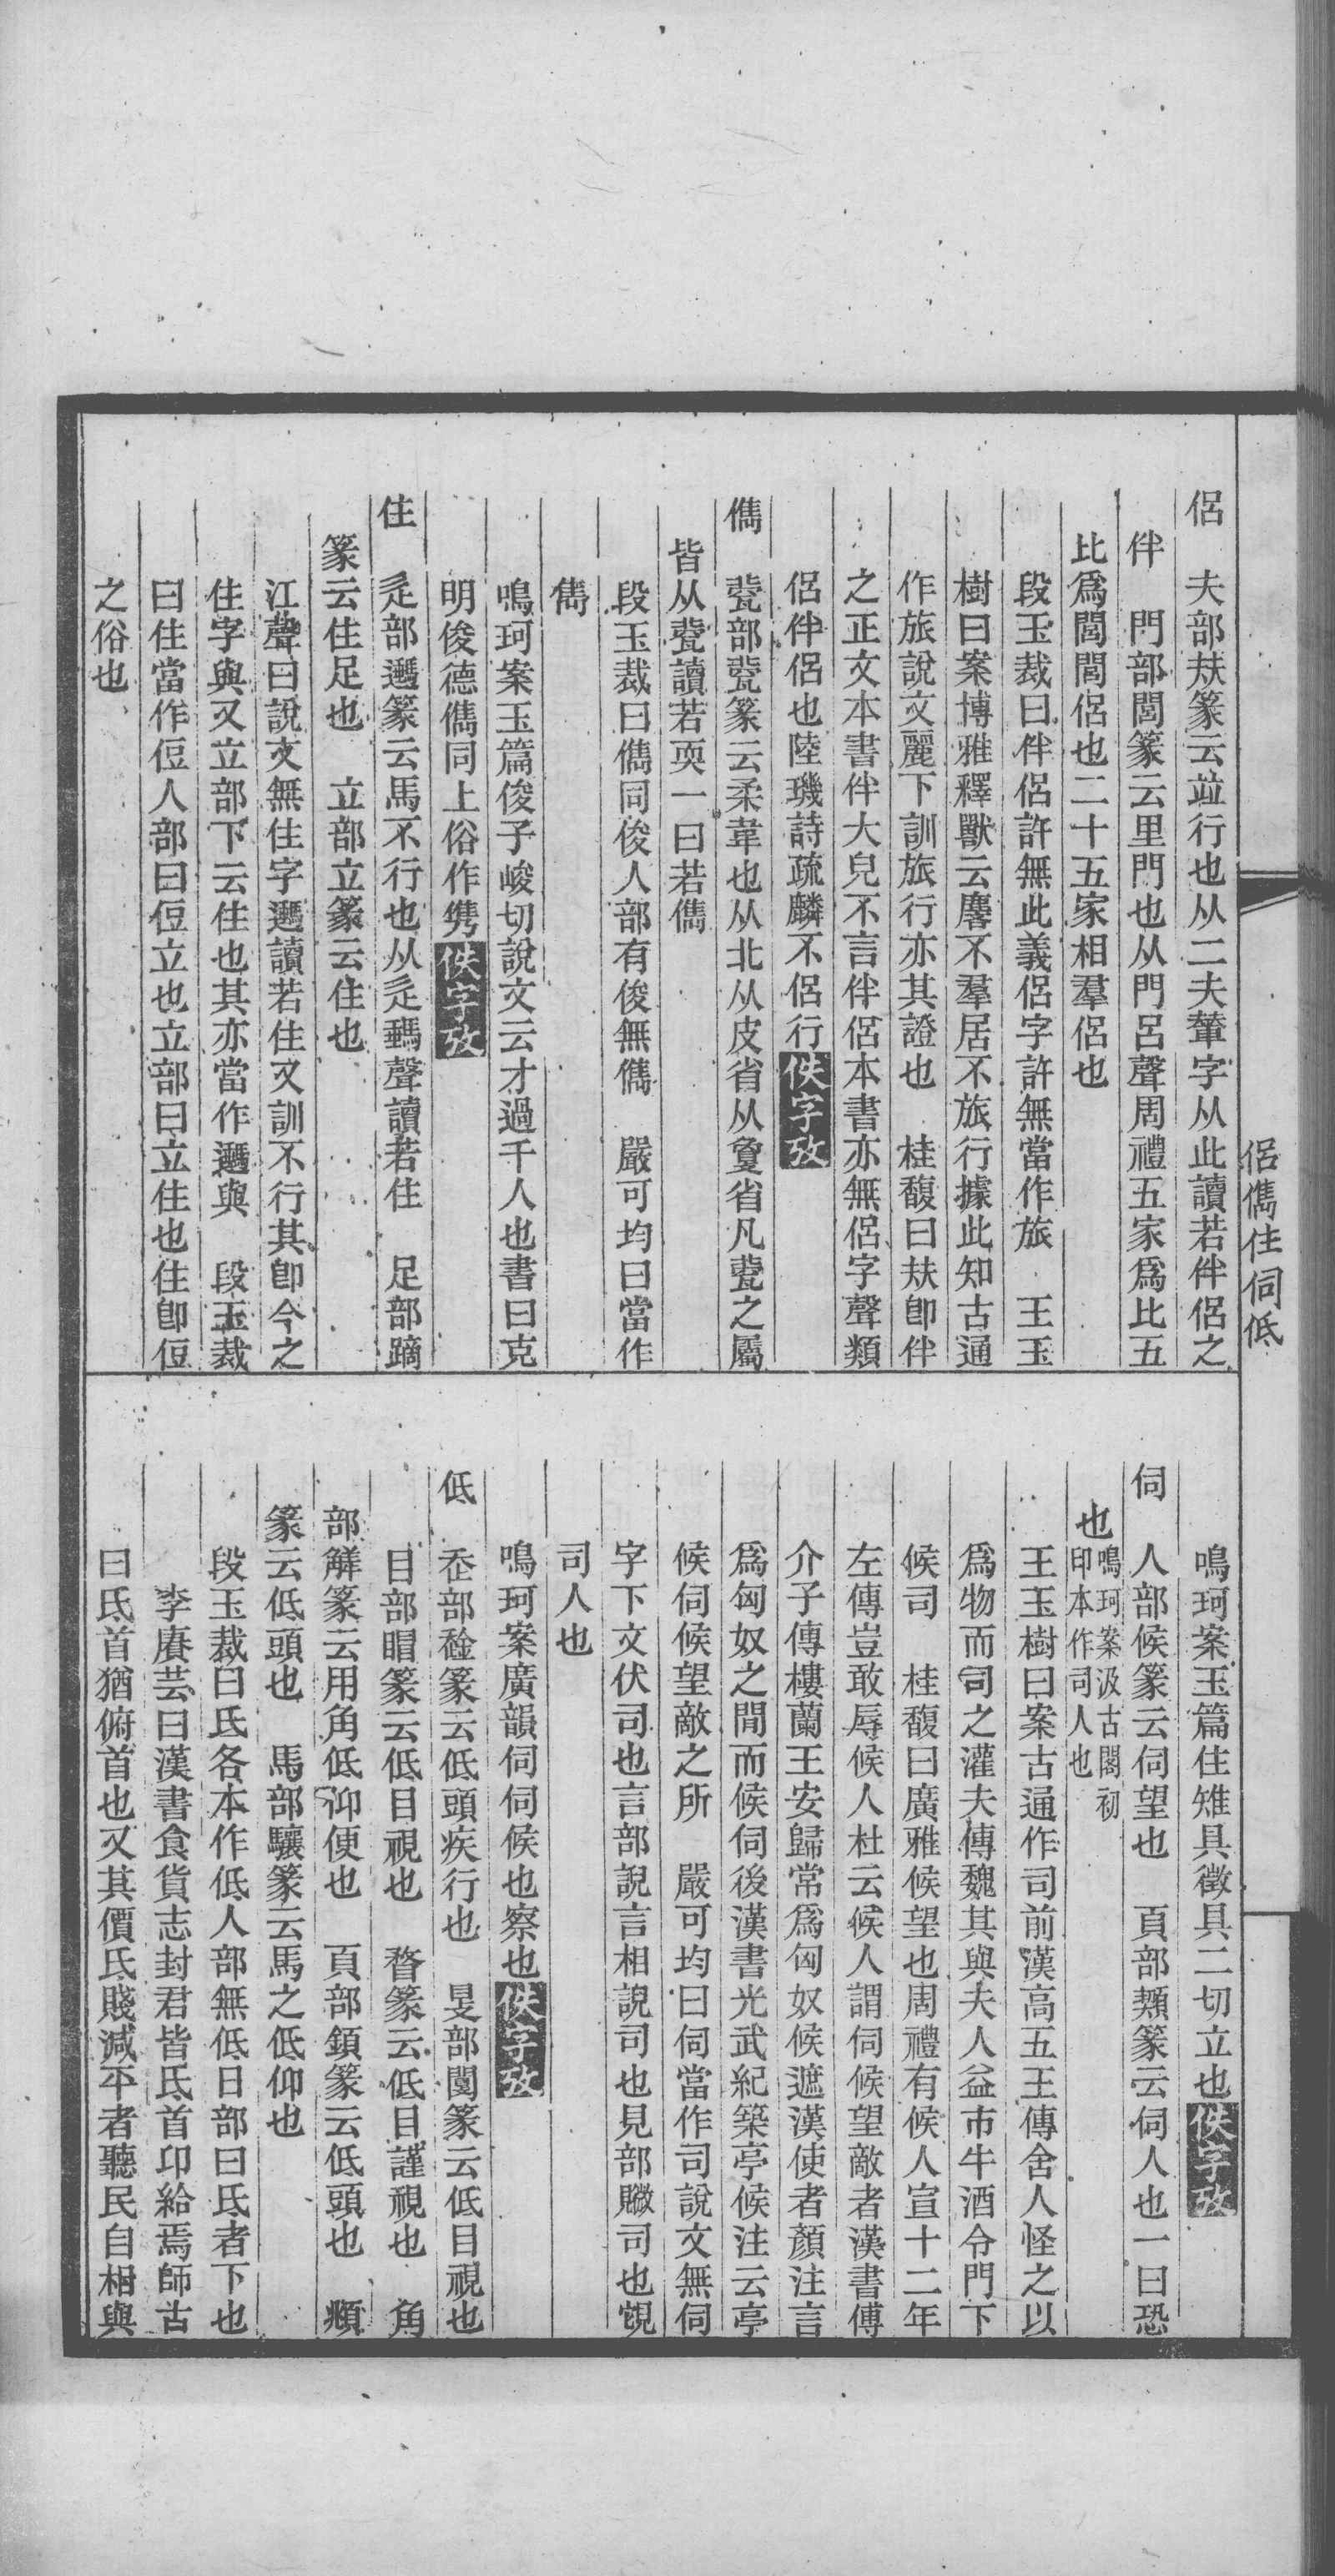 侶儁住伺低
侶　夫部㚘篆云竝行也从二夫輦字从此讀若伴侶之
伴　門部閭篆云里門也从門呂聲周禮五家爲比五
比爲閭閭侶也二十五家相羣侶也
段玉裁曰伴侶許無此義侶字許無當作旅　王玉
樹曰案博雅釋獸云麐不羣居不旅行據此知古通
作旅說文麗下訓旅行亦其證也　桂馥曰㚘卽伴
之正文本書伴大皃不言伴侶本書亦無侶字聲類
侶伴侶也陸璣詩疏麟不侶行佚字攷
儁　㼱部㼱篆云柔韋也从北从皮省从夐省凡㼱之屬
皆从㼱讀若耎一曰若儁
段玉裁曰儁同俊人部有俊無儁　嚴可均曰當作
雋
鳴珂案玉篇俊子峻切說文云才過千人也書曰克
明俊德儁同上俗作㑺佚字攷
住　辵部邐篆云馬不行也从辵䮾聲讀若住　足部蹢
篆云住足也　立部立篆云住也
江聲曰說文無住字邐讀若住又訓不行其卽今之
住字與又立部下云住也其亦當作邐與　段玉裁
曰住當作侸人部曰侸立也立部曰立住也住卽侸
之俗也
鳴珂案玉篇住雉具徵具二切立也佚字攷
伺　人部候篆云伺望也　頁部䫢篆云伺人也一曰恐
也鳴珂案汲古閣初印本作司人也
王玉樹曰案古通作司前漢高五王傳舍人怪之以
爲物而司之灌夫傳魏其與夫人益市牛酒令門下
候司　桂馥曰廣雅候望也周禮有候人宣十二年
左傳豈敢辱候人杜云候人謂伺候望敵者漢書傅
介子傳樓蘭王安歸常爲匈奴候遮漢使者顏注言
爲匈奴之閒而候伺後漢書光武紀築亭候注云亭
候伺候望敵之所　嚴可均曰伺當作司說文無伺
字下文伏司也言部説言相説司也見部覹司也覘
司人也
鳴珂案廣韻伺伺候也察也佚字攷
低　㐺部䅾篆云低頭疾行也　㫗部闅篆云低目視也
目部䀤篆云低目視也　䁙篆云低目謹視也　角
部觲篆云用角低仰便也　頁部鎮篆云低頭也　頫
篆云低頭也　馬部驤篆云馬之低仰也
段玉裁曰氐各本作低人部無低日部曰氐者下也
李賡芸曰漢書食貨志封君皆氐首卬給焉師古
曰氐首猶俯首也又其價氐賤減平者聽民自相與